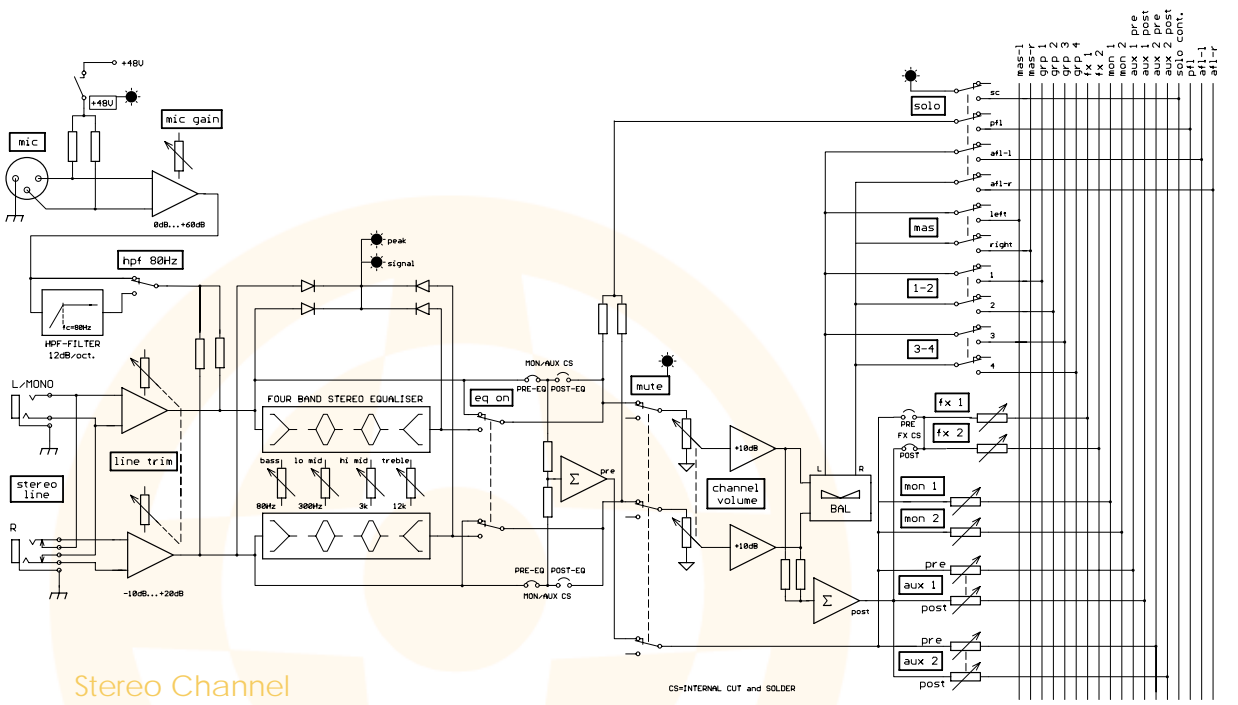 mas-l
mas-r
grp 1
grp 2
grp 3
grp 4
fx 1
fx 2
mon 1
mon 2
aux 1 pre
aux 1 post
aux 2 pre
aux 2 post
solo cont.
pfl
afl-l
afl-r
+48V
+48V
mic gain
mic
0dB...+60dB
hpf 80Hz
fc=80Hz
HPF-FILTER
12dB/oct.
peak
signal
solo
sc
pfl
afl-l
afl-r
mas
left
right
1-2
1
2
3-4
3
4
L/MONO
line trim
stereo
line
R
-10dB...+20dB
FOUR BAND STEREO EQUALISER
bass
lo mid
hi mid
treble
80Hz
300Hz
3k
12k
MON/AUX CS
PRE-EQ
POST-EQ
eq on
mute
Σ
pre
PRE-EQ
POST-EQ
MON/AUX CS
+10dB
channel
volume
+10dB
L
R
BAL
Σ
post
PRE
FX CS
POST
fx 1
fx 2
mon 1
mon 2
pre
aux 1
post
pre
aux 2
post
Stereo Channel
CS=INTERNAL CUT and SOLDER